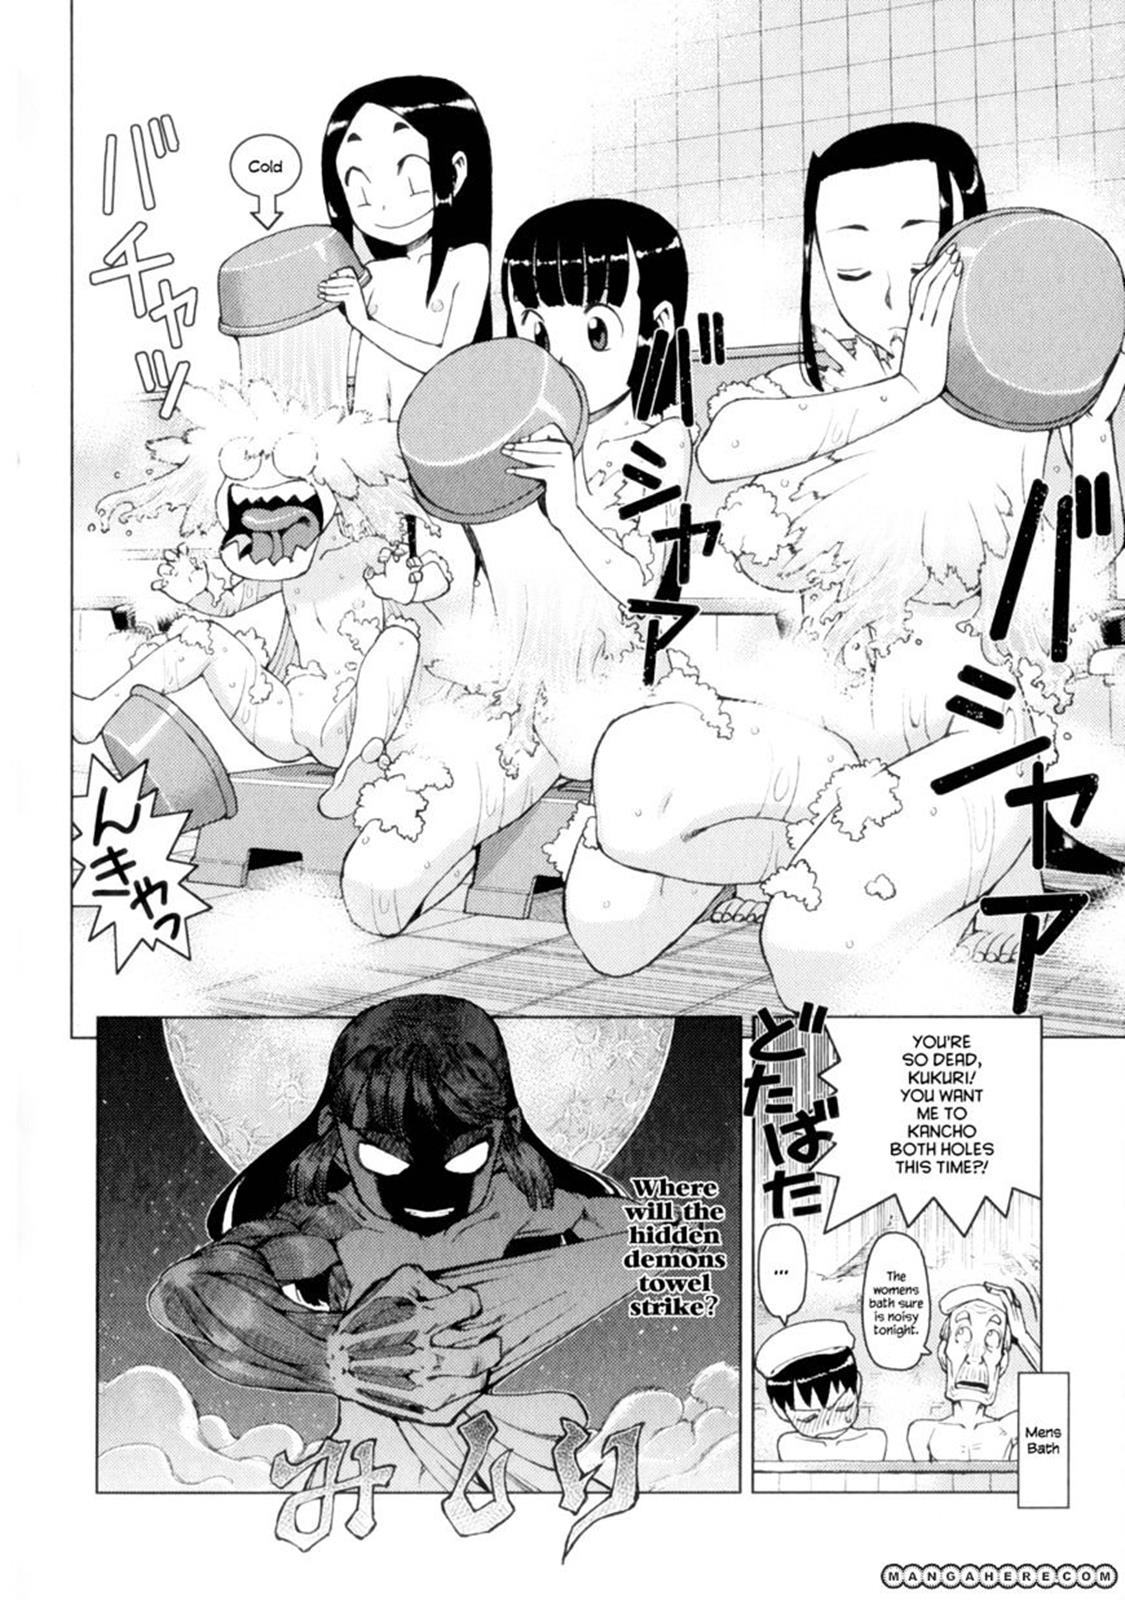 Cold
バチャッ
バシャア
バシャア
んきゃっ
YOU'RE
SO DEAD,
KUKURI!
YOU WANT
ME TO
KANCHO
BOTH HOLES
THIS TIME?!
どたばた
...
The
womens
bath sure
is noisy
tonight.
Mens
Bath
Where
will the
hidden
demons
towel
strike?
みしり
MANGAHERE.COM